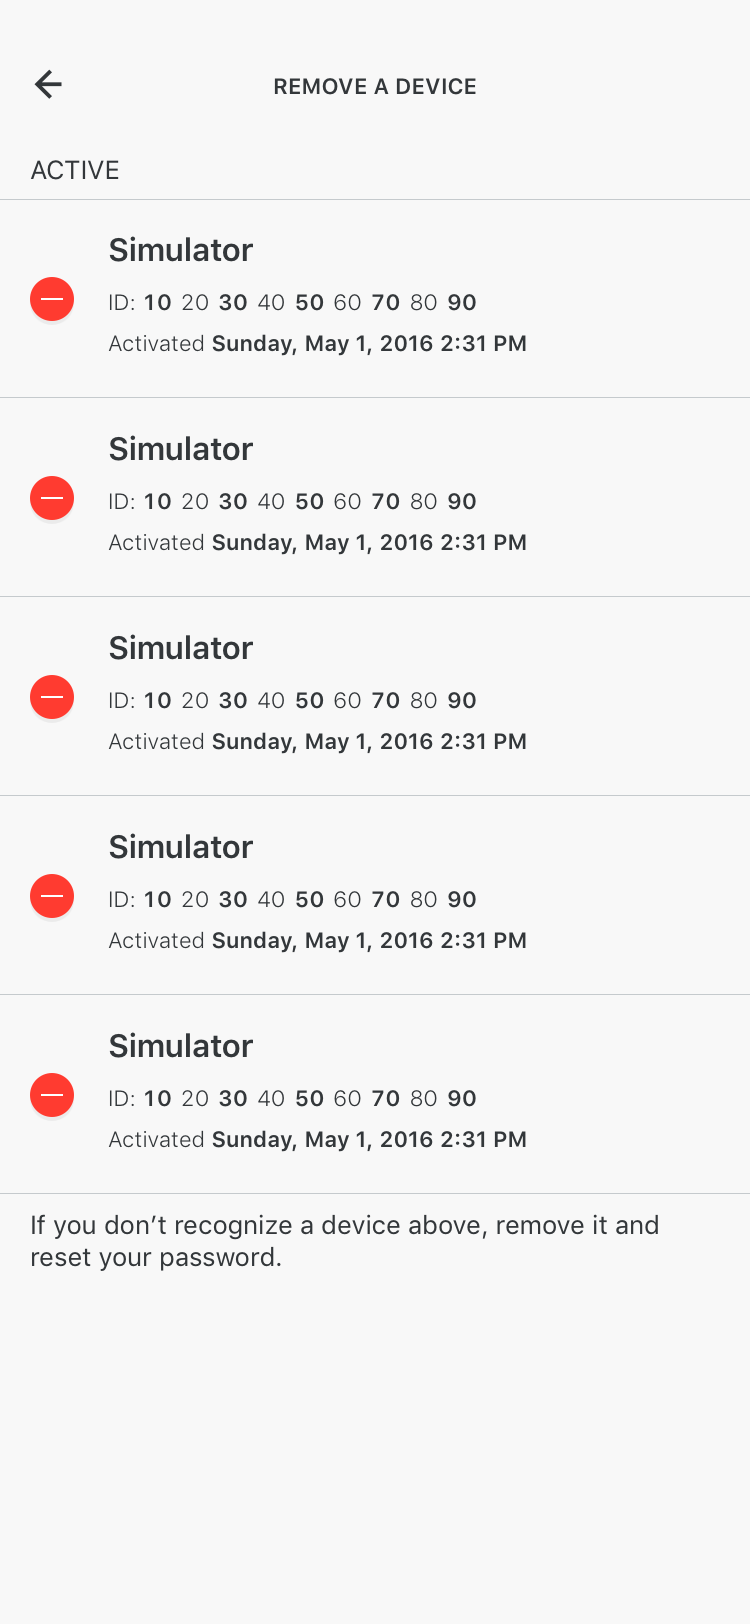 REMOVE A DEVICE
ACTIVE
Simulator
ID: 10 20 30 40 50 60 70 80 90
Activated Sunday, May 1, 2016 2:31 PM
Simulator
ID: 10 20 30 40 50 60 70 80 90
Activated Sunday, May 1, 2016 2:31 PM
Simulator
ID: 10 20 30 40 50 60 70 80 90
Activated Sunday, May 1, 2016 2:31 PM
Simulator
ID: 10 20 30 40 50 60 70 80 90
Activated Sunday, May 1, 2016 2:31 PM
Simulator
ID: 10 20 30 40 50 60 70 80 90
Activated Sunday, May 1, 2016 2:31 PM
If you don’t recognize a device above, remove it and
reset your password.